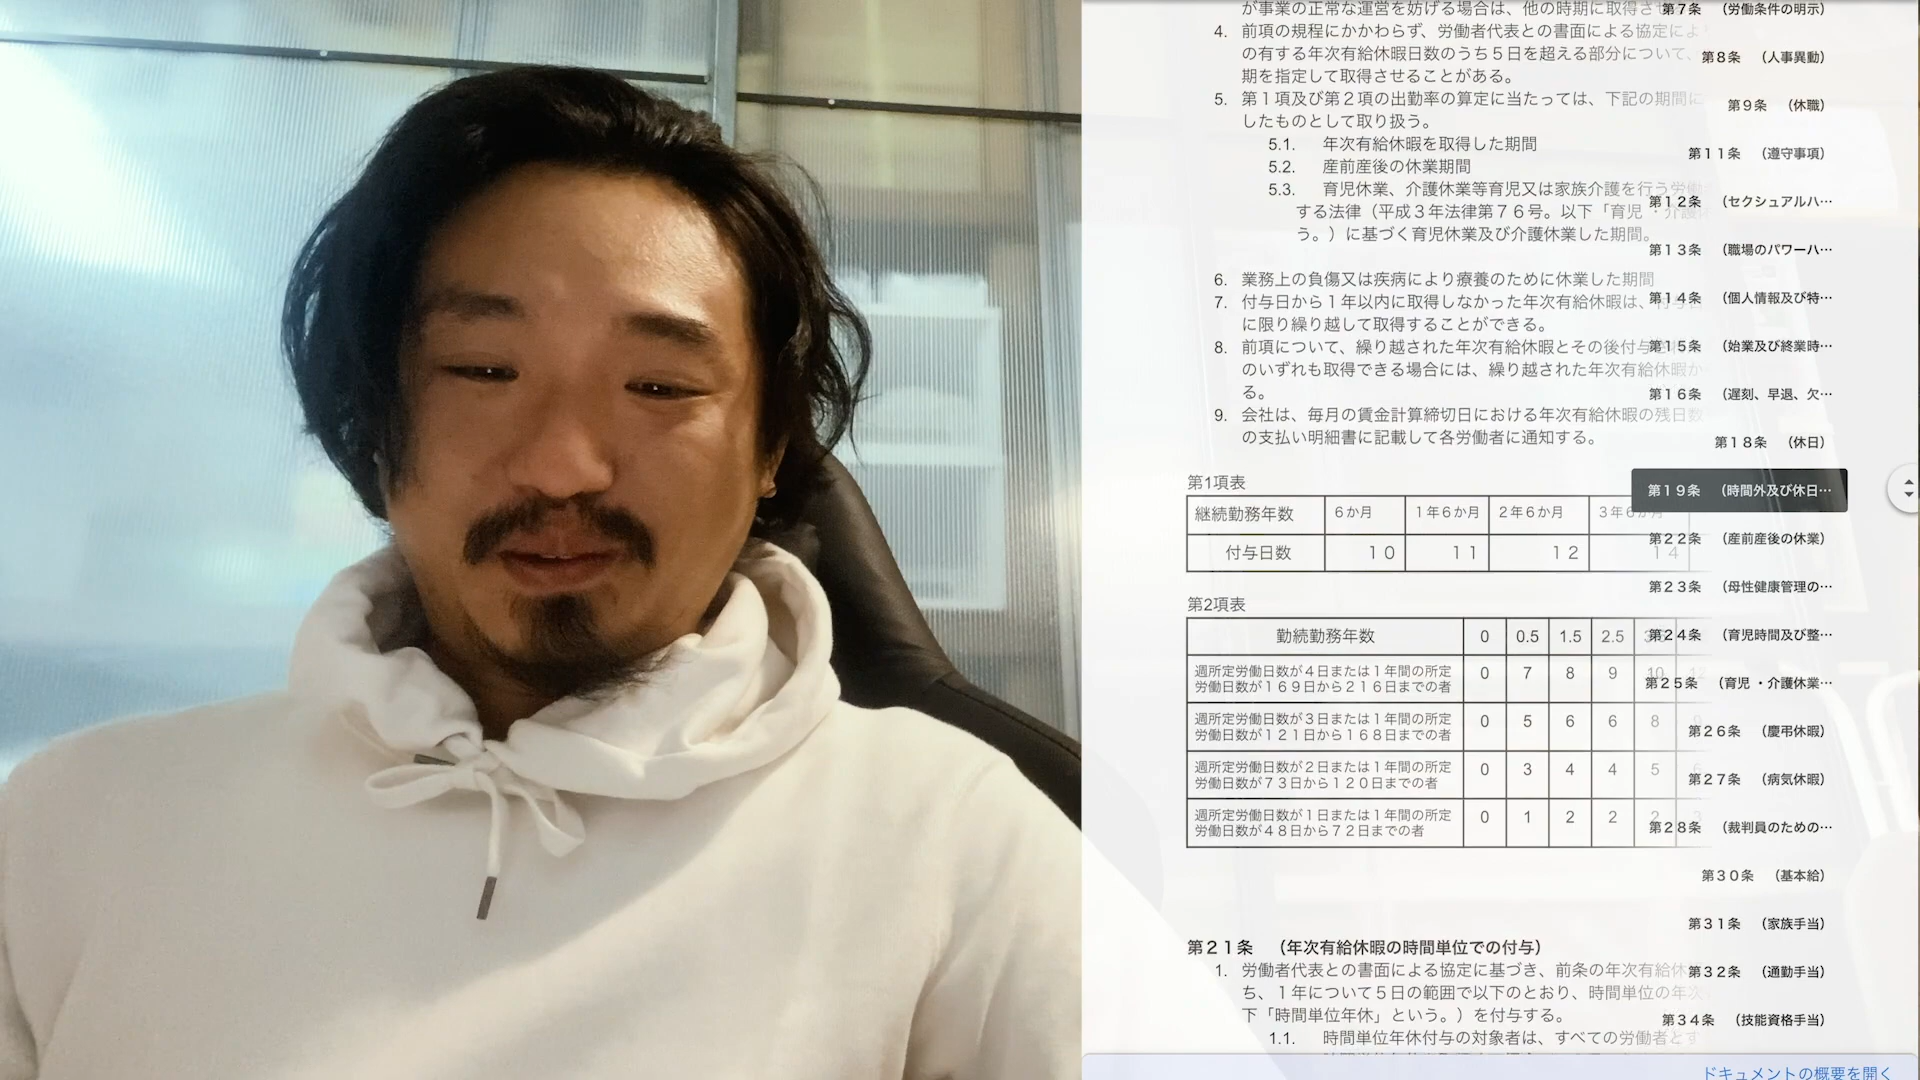 が事業の正常な運営を妨げる場合は、他の時期に取得させ
4. 前項の規程にかかわらず、労働者代表との書面による協定によ
の有する年次有給休暇日数のうち５日を超える部分について、
期を指定して取得させることがある。
5. 第１項及び第２項の出勤率の算定に当たっては、下記の期間に
したものとして取り扱う。
5.1. 年次有給休暇を取得した期間
5.2. 産前産後の休業期間
5.3. 育児休業、介護休業等育児又は家族介護を行う労働
する法律（平成３年法律第７６号。以下「育児・介護休
う。）に基づく育児休業及び介護休業した期間。
6. 業務上の負傷又は疾病により療養のために休業した期間
7. 付与日から１年以内に取得しなかった年次有給休暇は、付与
に限り繰り越して取得することができる。
8. 前項について、繰り越された年次有給休暇とその後付与
のいずれも取得できる場合には、繰り越された年次有給休暇か
る。
9. 会社は、毎月の賃金計算締切日における年次有給休暇の残日数
の支払い明細書に記載して各労働者に通知する。
第1項表
継続勤務年数 ６か月 １年６か月 ２年６か月 ３年６か月
付与日数 １０ １１ １２ １４
第2項表
勤続勤務年数 0 0.5 1.5 2.5
週所定労働日数が４日または１年間の所定 0 7 8 9 10 12
労働日数が１６９日から２１６日までの者
週所定労働日数が３日または１年間の所定 0 5 6 6 8 9
労働日数が１２１日から１６８日までの者
週所定労働日数が２日または１年間の所定 0 3 4 4 5 6
労働日数が７３日から１２０日までの者
週所定労働日数が１日または１年間の所定 0 1 2 2 2 3
労働日数が４８日から７２日までの者
第２１条　（年次有給休暇の時間単位での付与）
1. 労働者代表との書面による協定に基づき、前条の年次有給休
ち、１年について５日の範囲で以下のとおり、時間単位の年次
下「時間単位年休」という。）を付与する。
1.1. 時間単位年休付与の対象者は、すべての労働者とす
第７条　（労働条件の明示）
第８条　（人事異動）
第９条　（休職）
第１１条　（遵守事項）
第１２条　（セクシュアルハ…
第１３条　（職場のパワーハ…
第１４条　（個人情報及び特…
第１５条　（始業及び終業時…
第１６条　（遅刻、早退、欠…
第１８条　（休日）
第１９条　（時間外及び休日…
第２２条　（産前産後の休業）
第２３条　（母性健康管理の…
第２４条　（育児時間及び整…
第２５条　（育児・介護休業…
第２６条　（慶弔休暇）
第２７条　（病気休暇）
第２８条　（裁判員のための…
第３０条　（基本給）
第３１条　（家族手当）
第３２条　（通勤手当）
第３４条　（技能資格手当）
ドキュメントの概要を開く